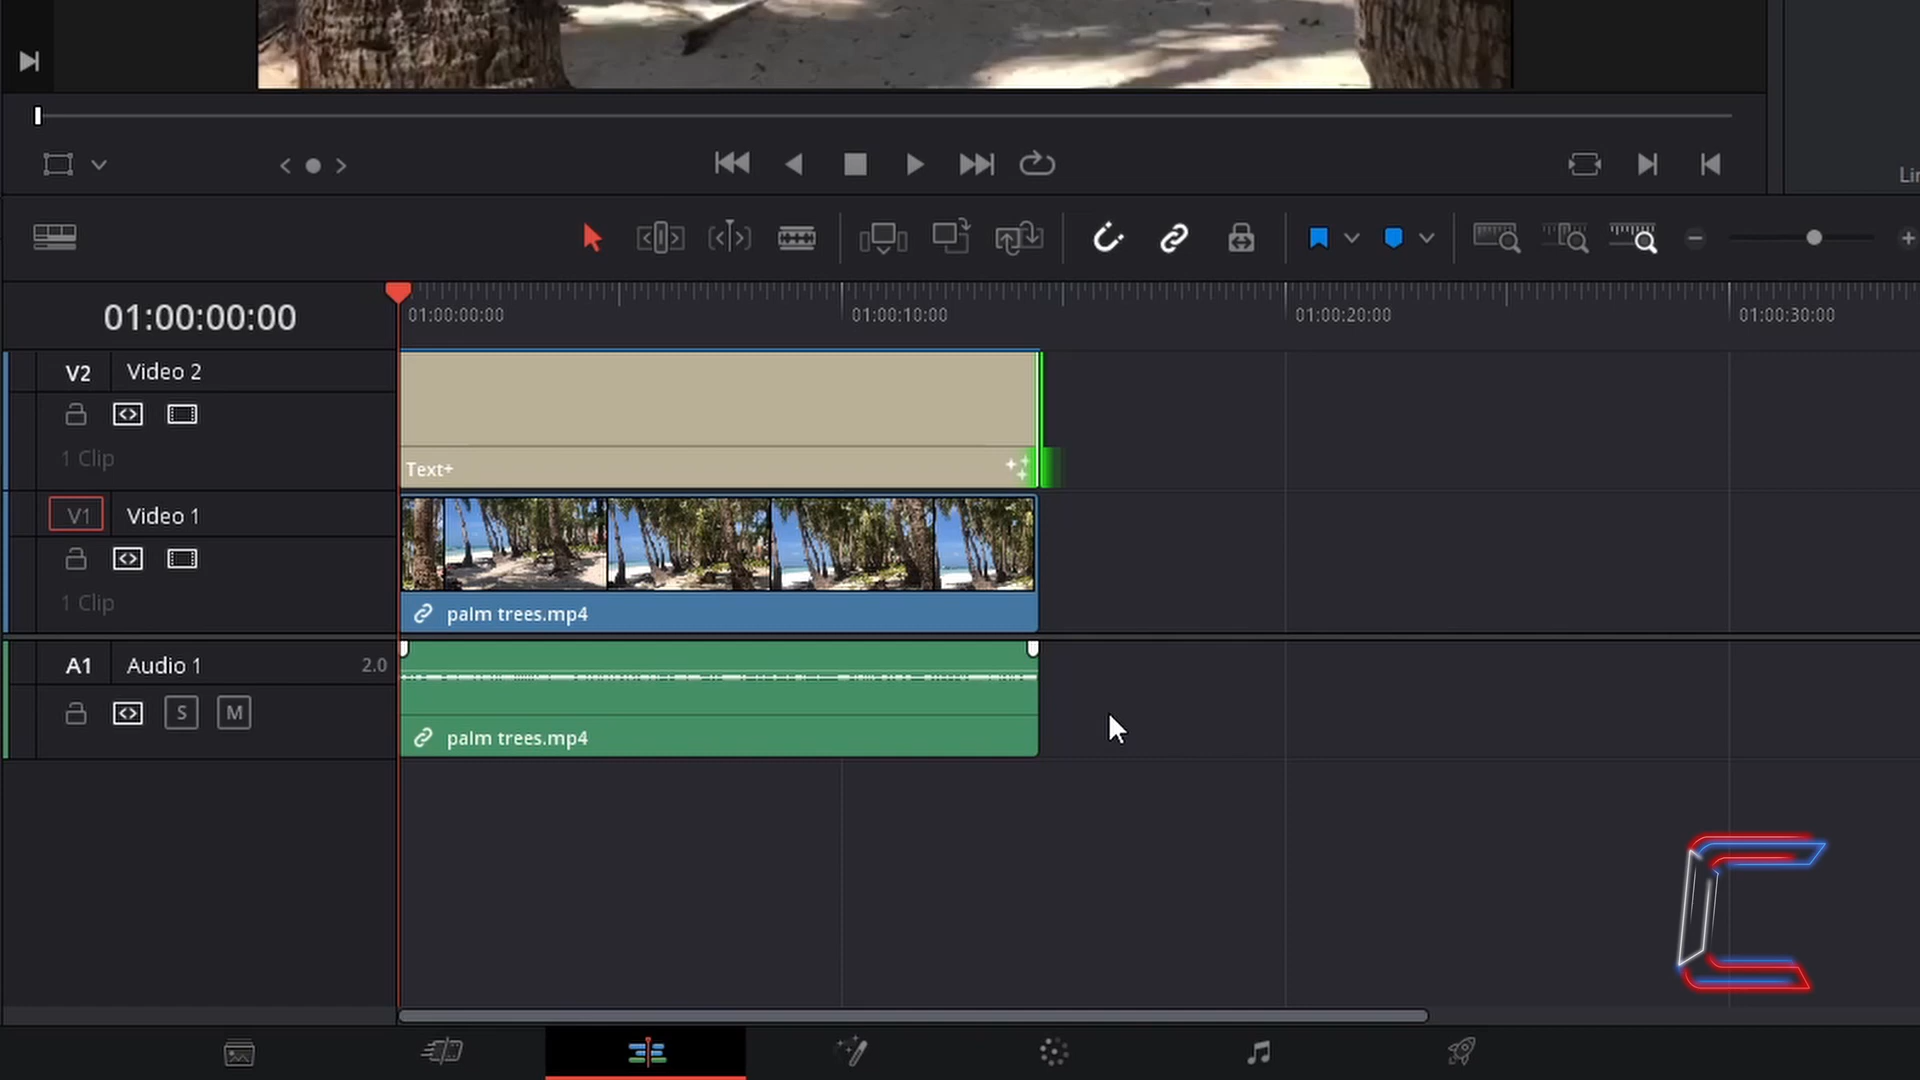 Lin
01:00:00:00
01:00:00:00
01:00:10:00
01:00:20:00
01:00:30:00
V2 Video 2
1 Clip
Text+
V1 Video 1
1 Clip
palm trees.mp4
A1 Audio 1 2.0
S M
palm trees.mp4